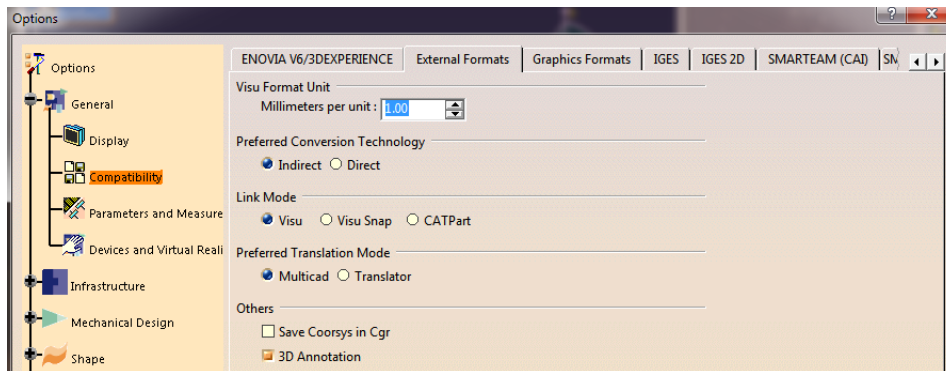 Options
Options
General
Display
Compatibility
Parameters and Measure
Devices and Virtual Reali
Infrastructure
Mechanical Design
Shape
ENOVIA V6/3DEXPERIENCE External Formats Graphics Formats IGES IGES 2D SMARTEAM (CAI) SM
Visu Format Unit
Millimeters per unit : 1.00
Preferred Conversion Technology
Indirect Direct
Link Mode
Visu Visu Snap CATPart
Preferred Translation Mode
Multicad Translator
Others
Save Coorsys in Cgr
3D Annotation